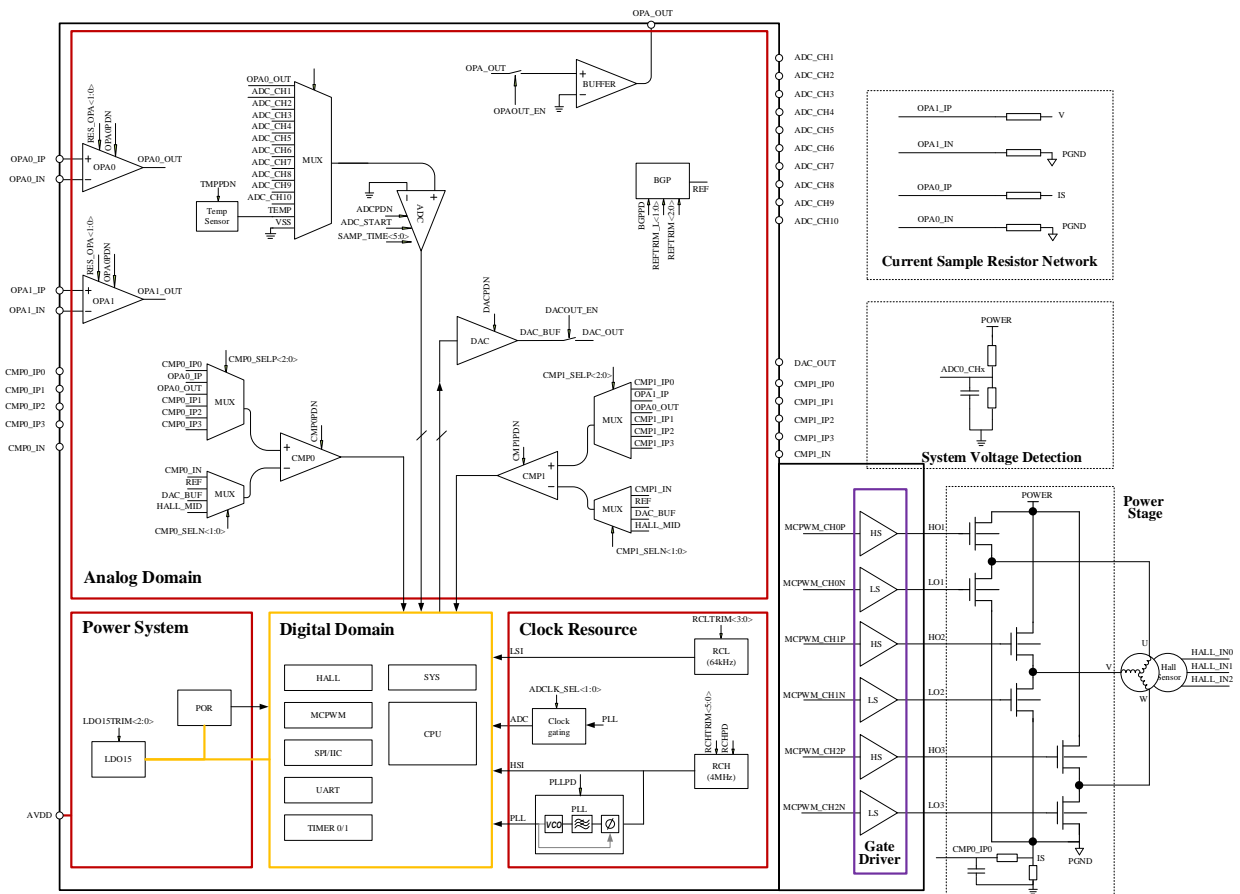 OPA_OUT
OPA0_IP
OPA0_IN
RES_OPA<1:0>
OPA0PDN
OPA0
OPA0_OUT
OPA1_IP
OPA1_IN
RES_OPA<1:0>
OPA0PDN
OPA1
OPA1_OUT
CMP0_IP0
CMP0_IP1
CMP0_IP2
CMP0_IP3
CMP0_IN
OPA0_OUT
ADC_CH1
ADC_CH2
ADC_CH3
ADC_CH4
ADC_CH5
ADC_CH6
ADC_CH7
ADC_CH8
ADC_CH9
ADC_CH10
TEMP
VSS
MUX
TMPPDN
Temp
Sensor
ADCPDN
ADC_START
SAMP_TIME<5:0>
ADC
OPA_OUT
OPAOUT_EN
BUFFER
BGP
REF
BGPPD
REFTRIM_L<1:0>
REFTRIM<2:0>
DACPDN
DAC
DACOUT_EN
DAC_BUF
DAC_OUT
CMP0_SELP<2:0>
CMP0_IP0
OPA0_IP
OPA0_OUT
CMP0_IP1
CMP0_IP2
CMP0_IP3
MUX
CMP0PDN
CMP0
CMP0_IN
REF
DAC_BUF
HALL_MID
MUX
CMP0_SELN<1:0>
CMP1_SELP<2:0>
CMP1_IP0
OPA1_IP
OPA0_OUT
CMP1_IP1
CMP1_IP2
CMP1_IP3
MUX
CMP1PDN
CMP1
CMP1_IN
REF
DAC_BUF
HALL_MID
MUX
CMP1_SELN<1:0>
Analog Domain
ADC_CH1
ADC_CH2
ADC_CH3
ADC_CH4
ADC_CH5
ADC_CH6
ADC_CH7
ADC_CH8
ADC_CH9
ADC_CH10
DAC_OUT
CMP1_IP0
CMP1_IP1
CMP1_IP2
CMP1_IP3
CMP1_IN
OPA1_IP
V
OPA1_IN
PGND
OPA0_IP
IS
OPA0_IN
PGND
Current Sample Resistor Network
POWER
ADC0_CHx
System Voltage Detection
Power System
POR
LDO15TRIM<2:0>
LDO15
AVDD
Digital Domain
HALL
MCPWM
SPI/IIC
UART
TIMER 0/1
SYS
CPU
Clock Resource
RCLTRIM<3:0>
LSI
RCL
(64kHz)
ADCLK_SEL<1:0>
ADC
Clock
gating
PLL
RCHTRIM<5:0>
RCHPD
HSI
RCH
(4MHz)
PLLPD
PLL
PLL
VCO
Ø
MCPWM_CH0P
HS
HO1
MCPWM_CH0N
LS
LO1
MCPWM_CH1P
HS
HO2
MCPWM_CH1N
LS
LO2
MCPWM_CH2P
HS
HO3
MCPWM_CH2N
LS
LO3
Gate
Driver
POWER
Power
Stage
U
V
W
Hall
Sensor
HALL_IN0
HALL_IN1
HALL_IN2
PGND
CMP0_IP0
IS